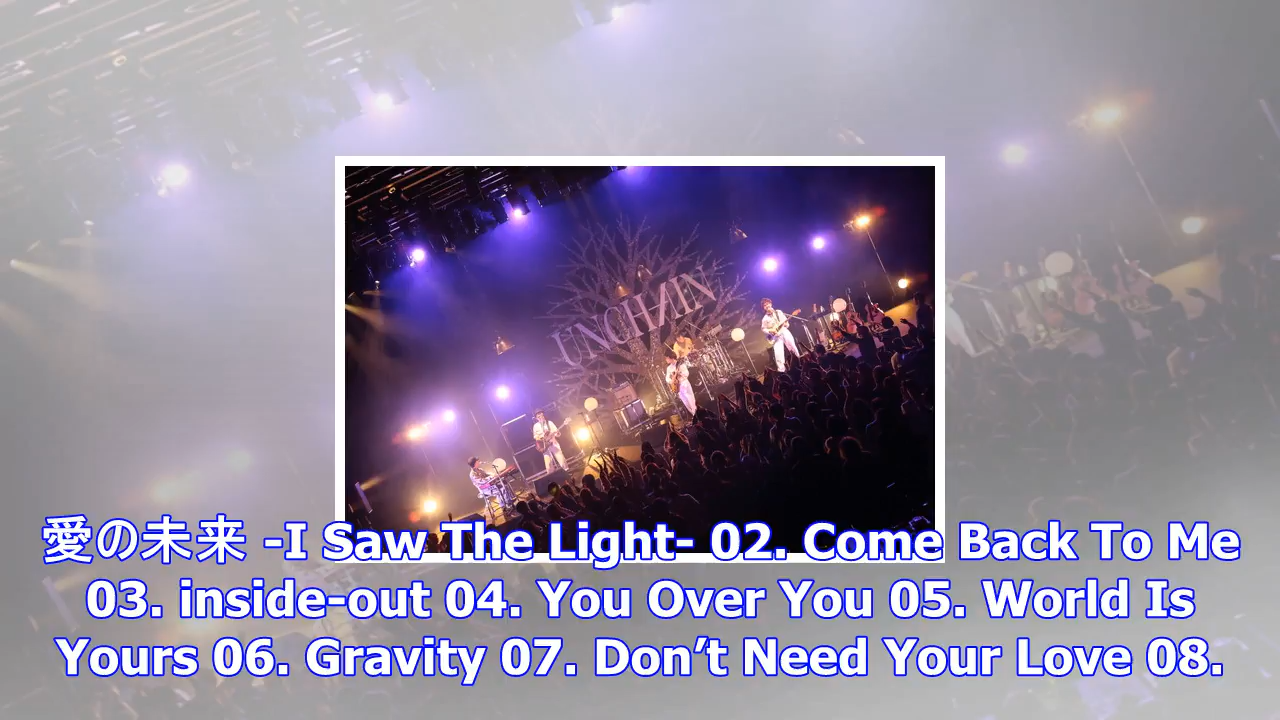 UNCHAIN
愛の未来 -I Saw The Light- 02. Come Back To Me
03. inside-out 04. You Over You 05. World Is
Yours 06. Gravity 07. Don’t Need Your Love 08.